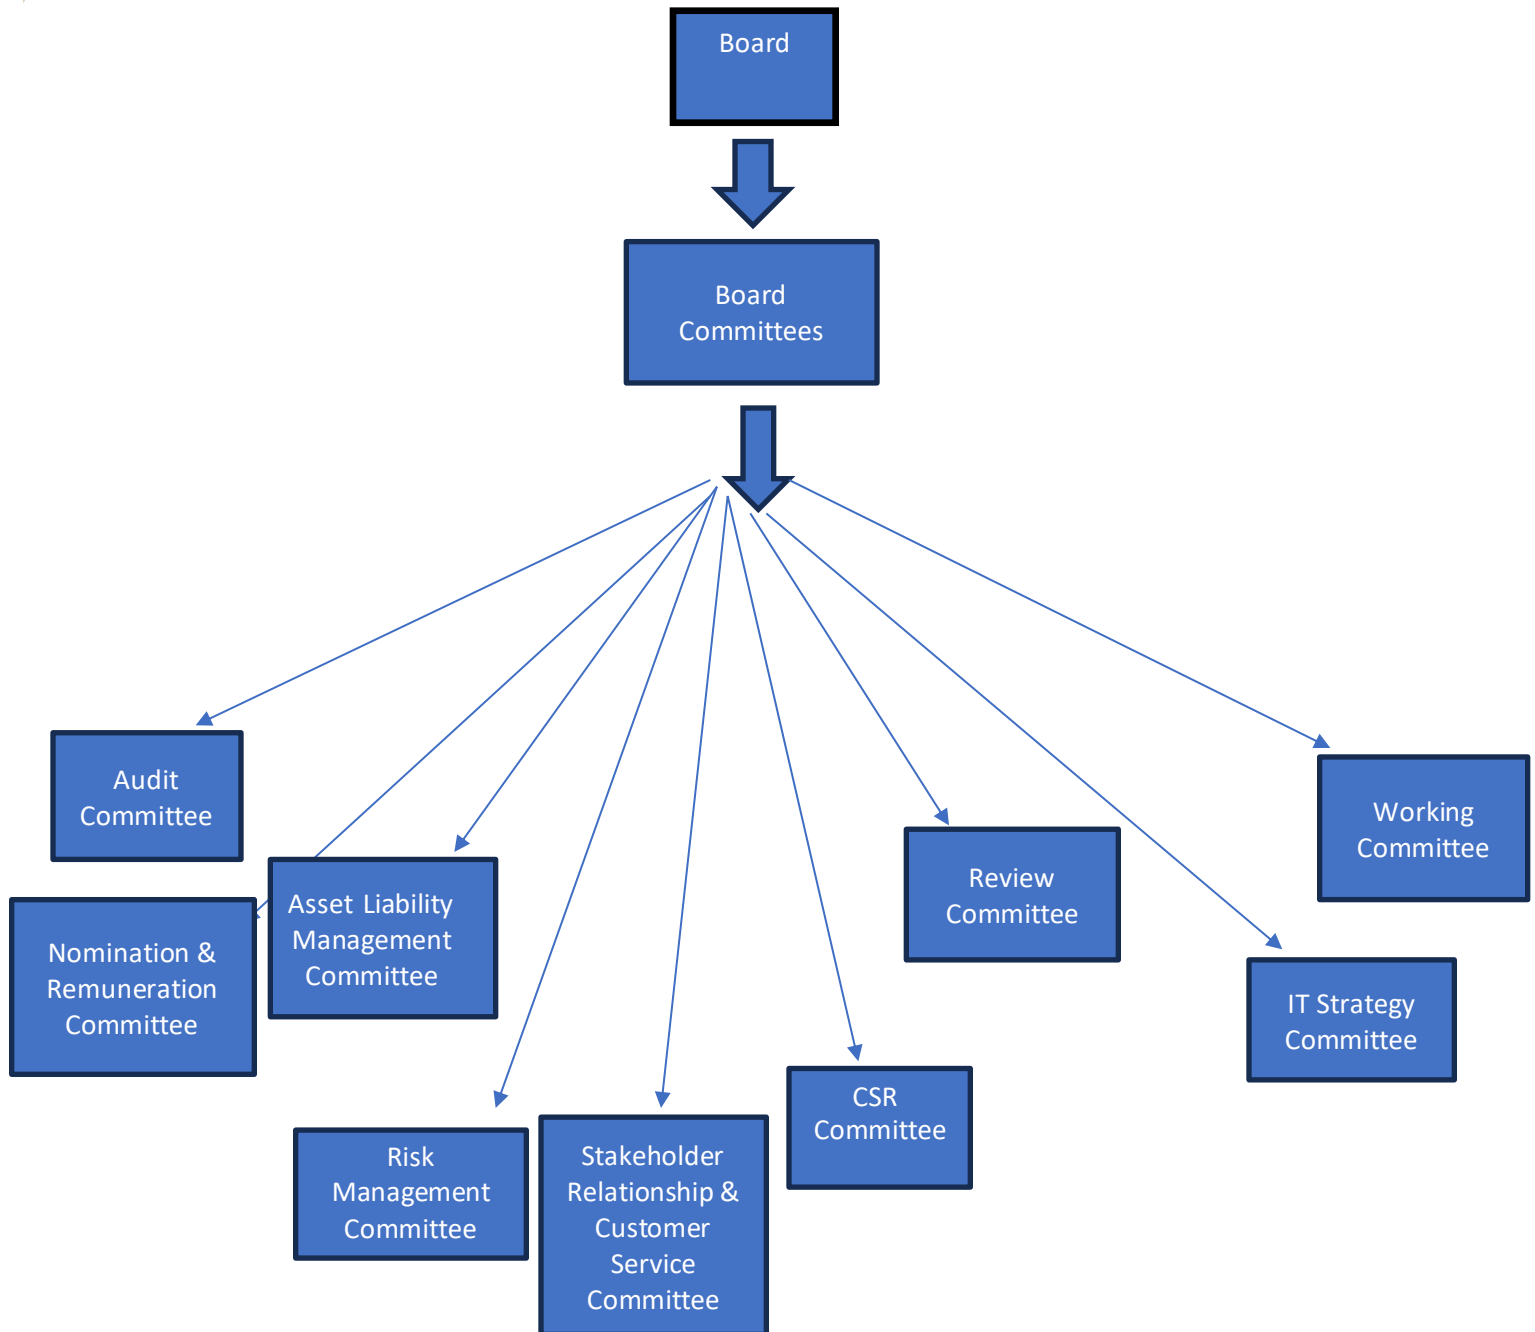 Board
Board
Committees
Audit
Committee
Nomination &
Remuneration
Committee
Asset Liability
Management
Committee
Risk
Management
Committee
Stakeholder
Relationship &
Customer
Service
Committee
CSR
Committee
Review
Committee
IT Strategy
Committee
Working
Committee